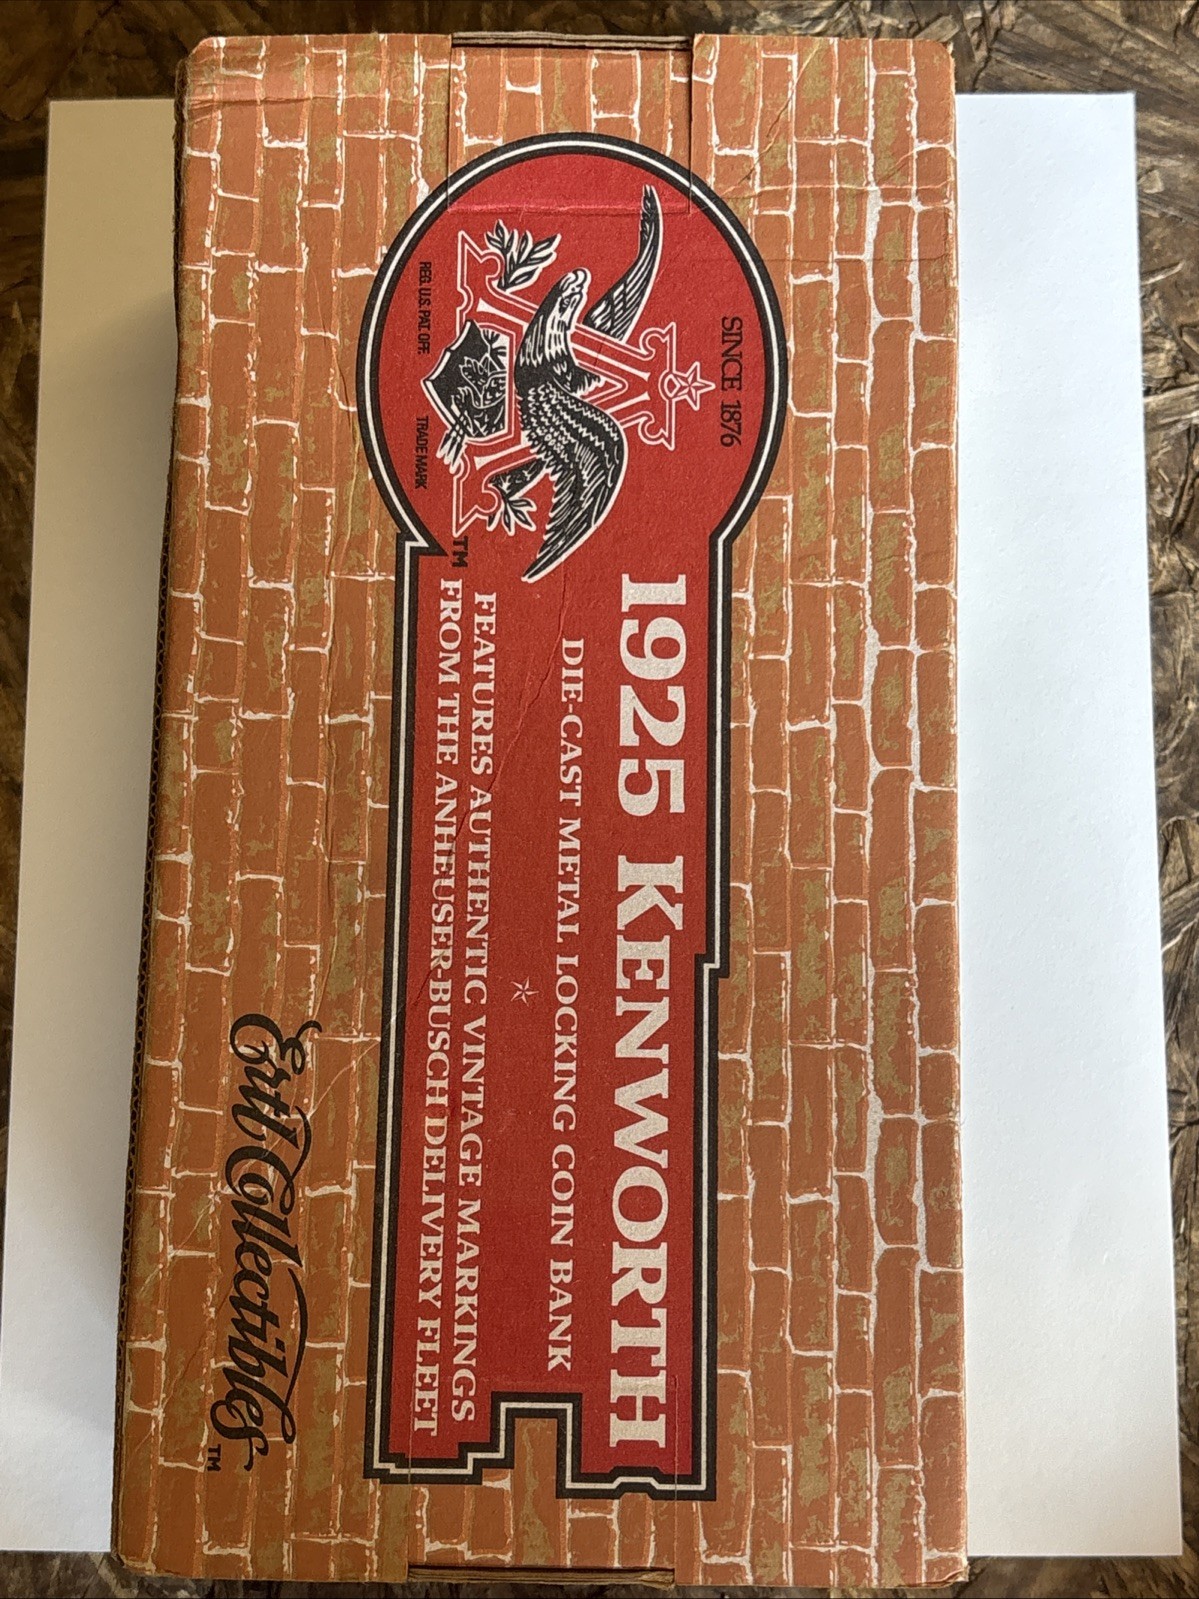 SINCE 1876
REG. U.S. PAT. OFF. TRADE MARK
TM
1925 KENWORTH
DIE-CAST METAL LOCKING COIN BANK
FEATURES AUTHENTIC VINTAGE MARKINGS
FROM THE ANHEUSER-BUSCH DELIVERY FLEET
Ertl Collectibles TM